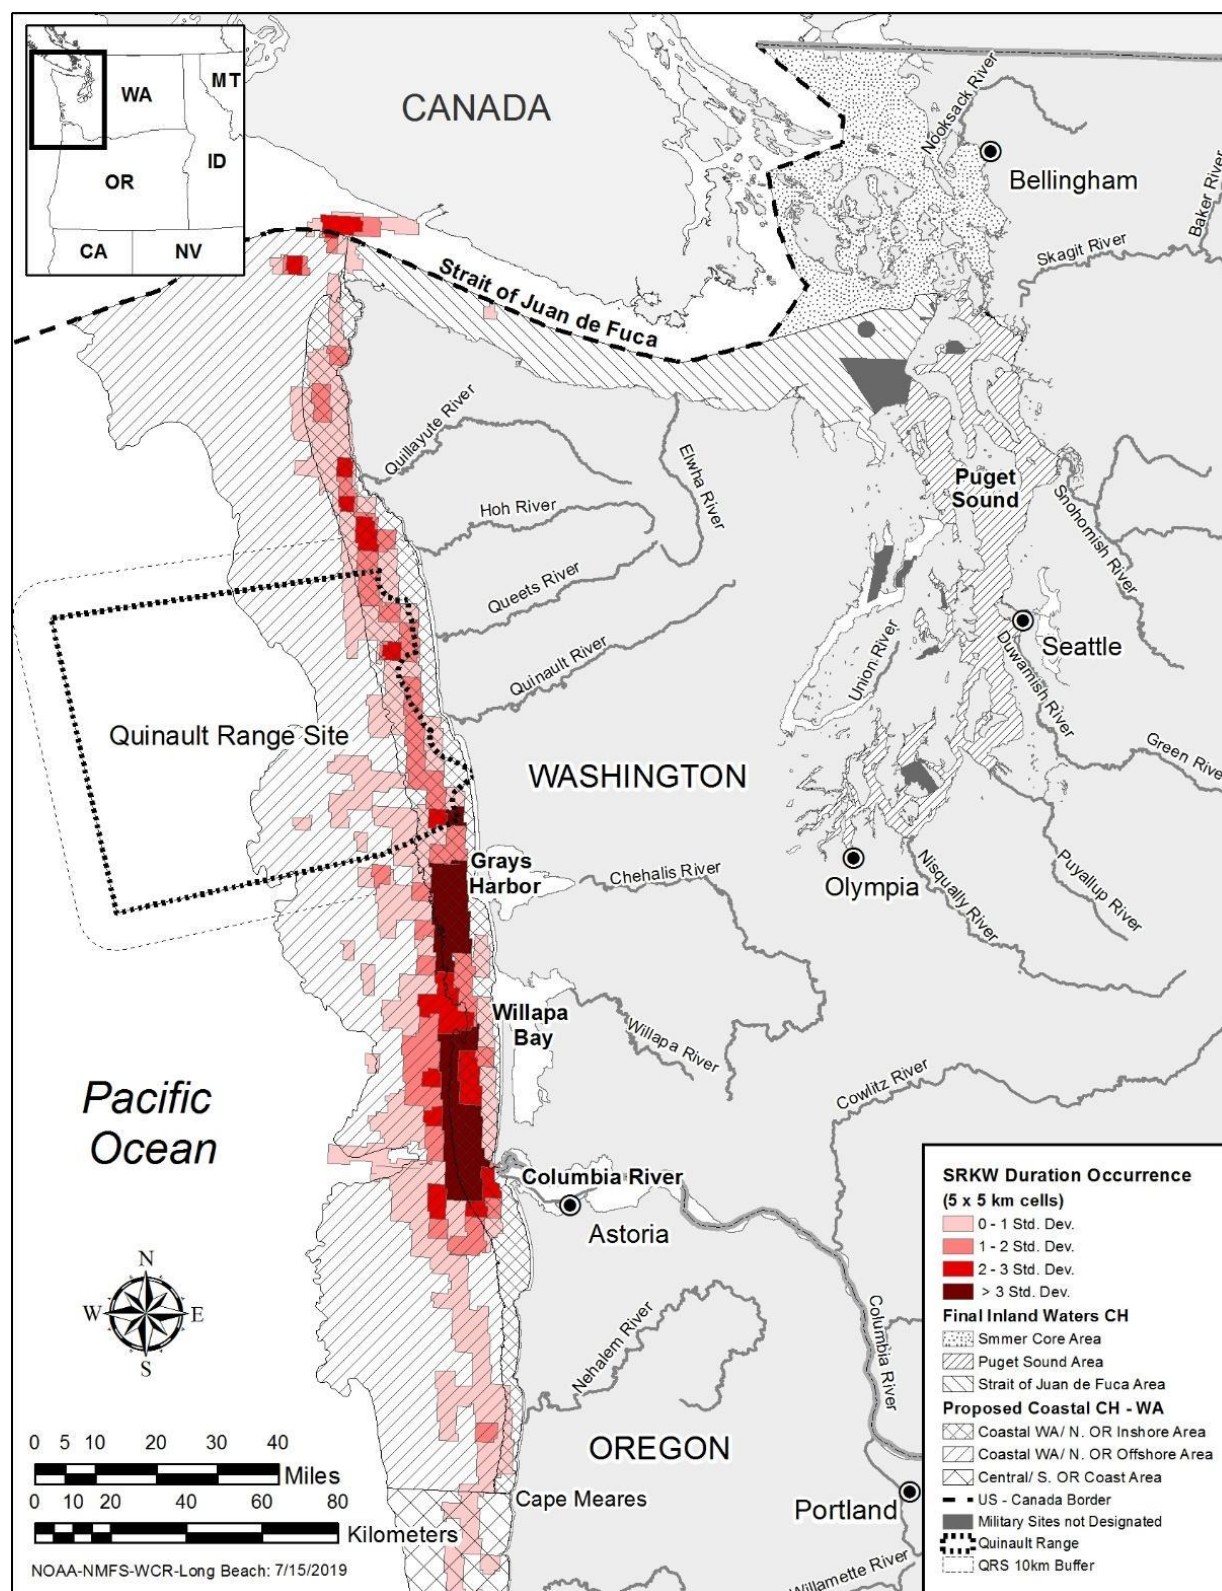 WA
MT
ID
OR
CA
NV
CANADA
Nooksack River
Bellingham
Baker River
Skagit River
Strait of Juan de Fuca
Quillayute River
Elwha River
Hoh River
Puget
Sound
Snohomish River
Queets River
Quinault River
Union River
Seattle
Duwamish River
Green River
Quinault Range Site
WASHINGTON
Grays
Harbor
Chehalis River
Olympia
Nisqually River
Puyallup River
Willapa
Bay
Willapa River
Cowlitz River
Pacific
Ocean
Columbia River
Astoria
Columbia River
Nehalem River
OREGON
Cape Meares
Portland
Willamette River
N
W
E
S
0 5 10 20 30 40
Miles
0 10 20 40 60 80
Kilometers
NOAA-NMFS-WCR-Long Beach: 7/15/2019
SRKW Duration Occurrence
(5 x 5 km cells)
0 - 1 Std. Dev.
1 - 2 Std. Dev.
2 - 3 Std. Dev.
> 3 Std. Dev.
Final Inland Waters CH
Smmer Core Area
Puget Sound Area
Strait of Juan de Fuca Area
Proposed Coastal CH - WA
Coastal WA/ N. OR Inshore Area
Coastal WA/ N. OR Offshore Area
Central/ S. OR Coast Area
US - Canada Border
Military Sites not Designated
Quinault Range
QRS 10km Buffer